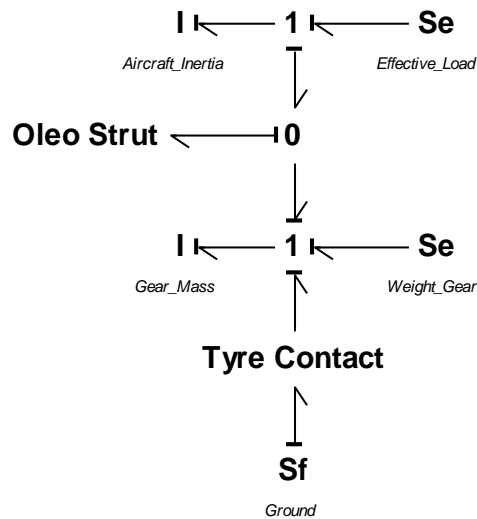 I 1 Se
Aircraft_Inertia Effective_Load
Oleo Strut 0
I 1 Se
Gear_Mass Weight_Gear
Tyre Contact
Sf
Ground